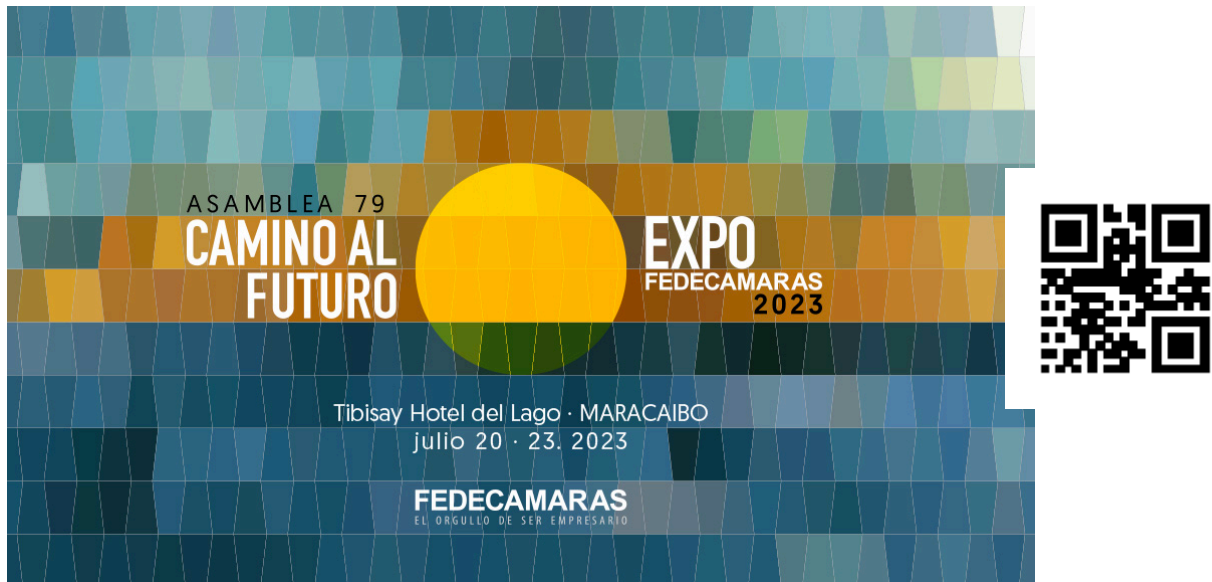 ASAMBLEA 79
CAMINO AL
FUTURO
EXPO
FEDECAMARAS
2023
Tibisay Hotel del Lago · MARACAIBO
julio 20 · 23. 2023
FEDECAMARAS
EL ORGULLO DE SER EMPRESARIO